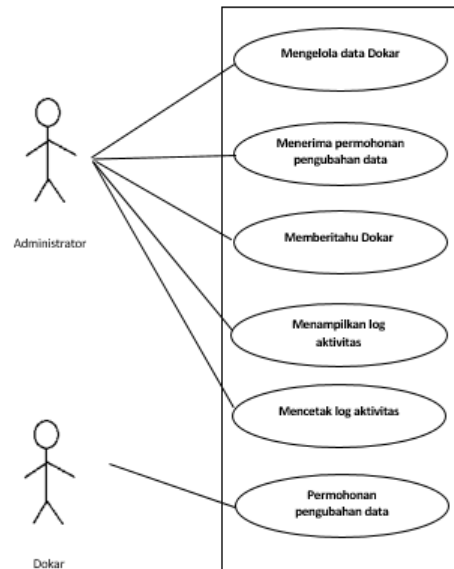 Mengelola data Dokar
Menerima permohonan
pengubahan data
Memberitahu Dokar
Administrator
Menampilkan log
aktivitas
Mencetak log aktivitas
Permohonan
pengubahan data
Dokar